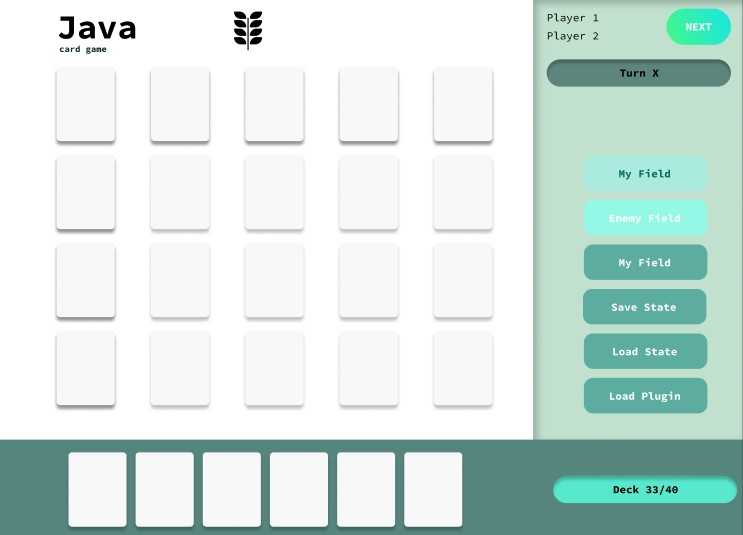 Java
card game
Player 1
Player 2
NEXT
Turn X
My Field
Enemy Field
My Field
Save State
Load State
Load Plugin
Deck 33/40